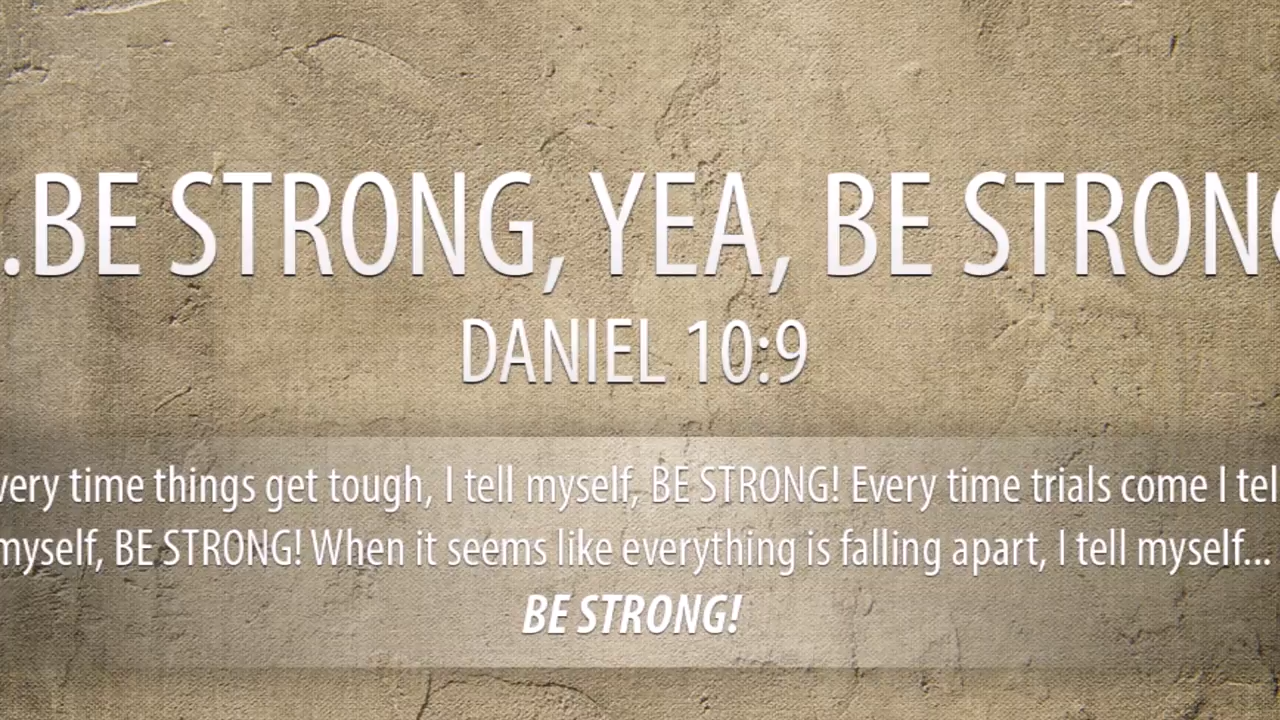 .BE STRONG, YEA, BE STRONG
DANIEL 10:9
very time things get tough, I tell myself, BE STRONG! Every time trials come I tel
myself, BE STRONG! When it seems like everything is falling apart, I tell myself...
BE STRONG!